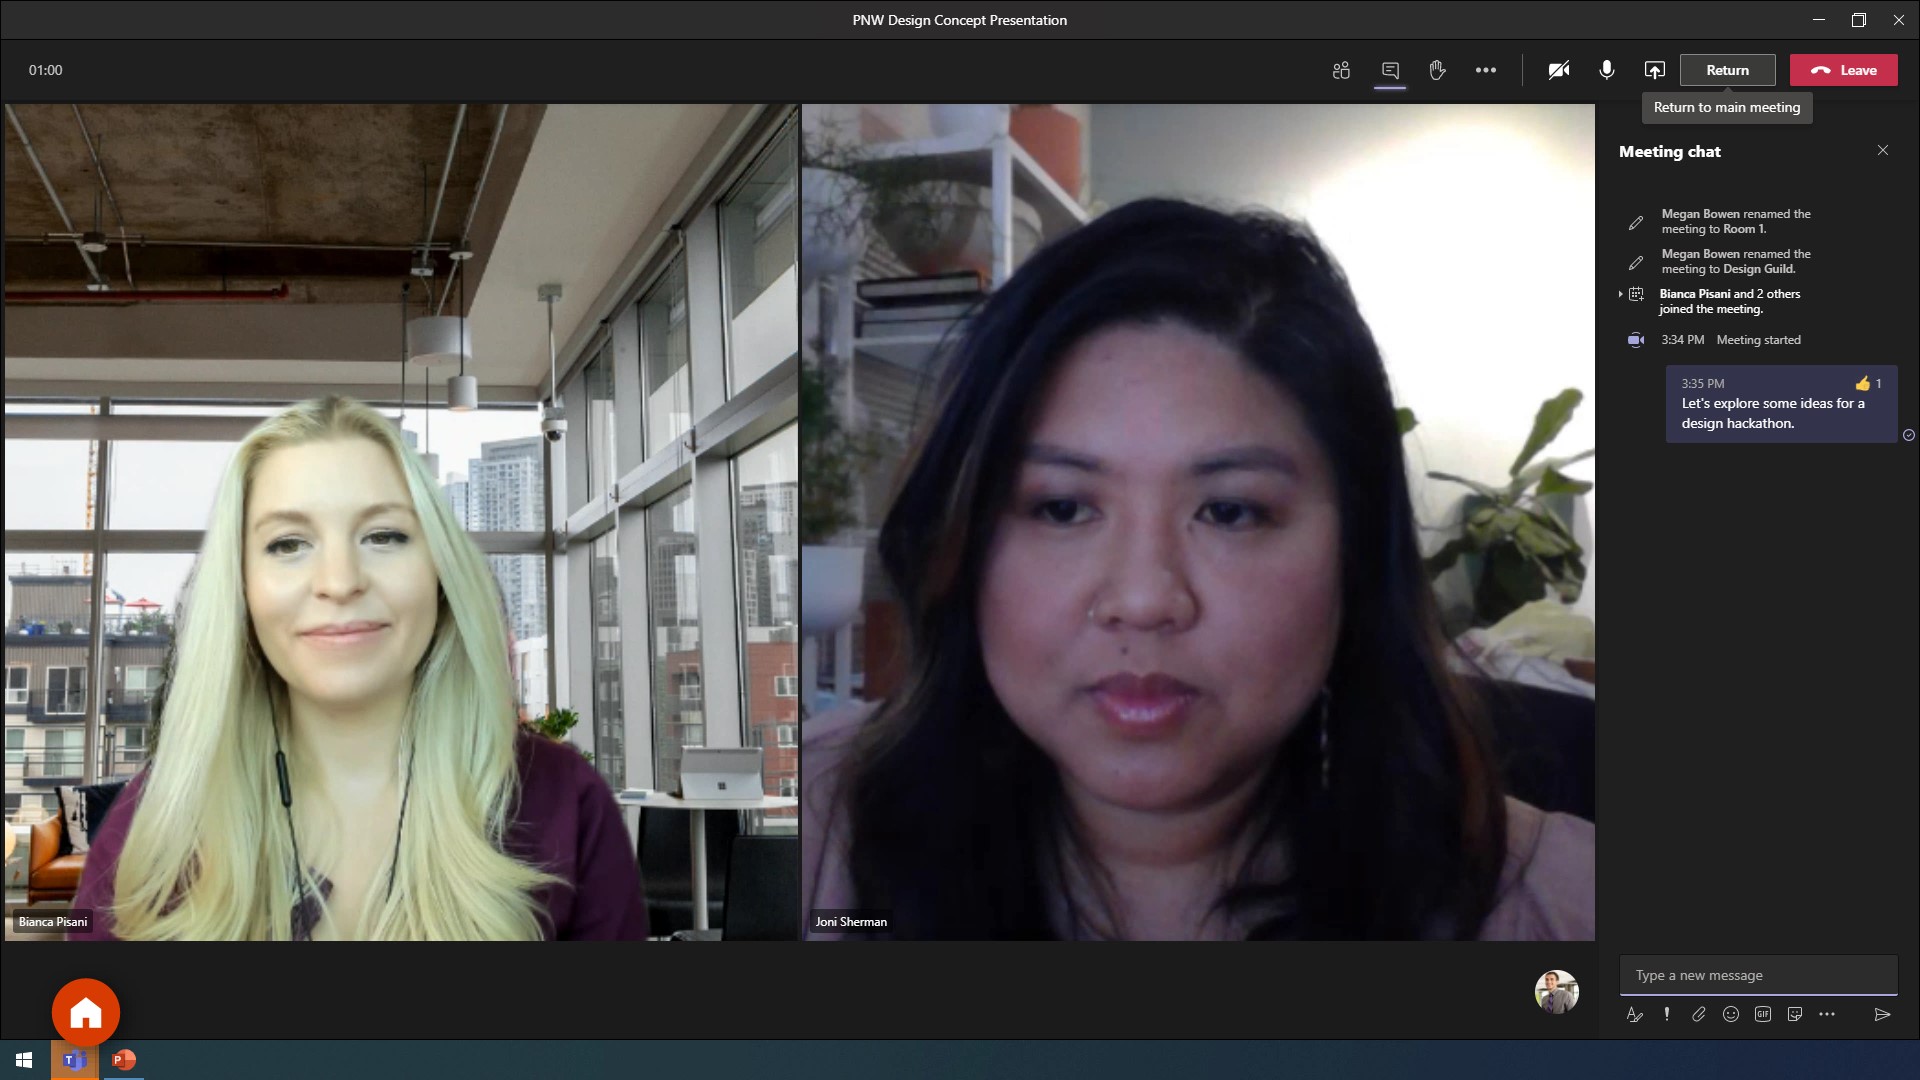 PNW Design Concept Presentation
01:00
Return
Leave
Return to main meeting
Meeting chat
Megan Bowen renamed the
meeting to Room 1.
Megan Bowen renamed the
meeting to Design Guild.
Bianca Pisani and 2 others
joined the meeting.
3:34 PM Meeting started
3:35 PM 👍 1
Let's explore some ideas for a
design hackathon.
Bianca Pisani
Joni Sherman
Type a new message
GIF
T
P